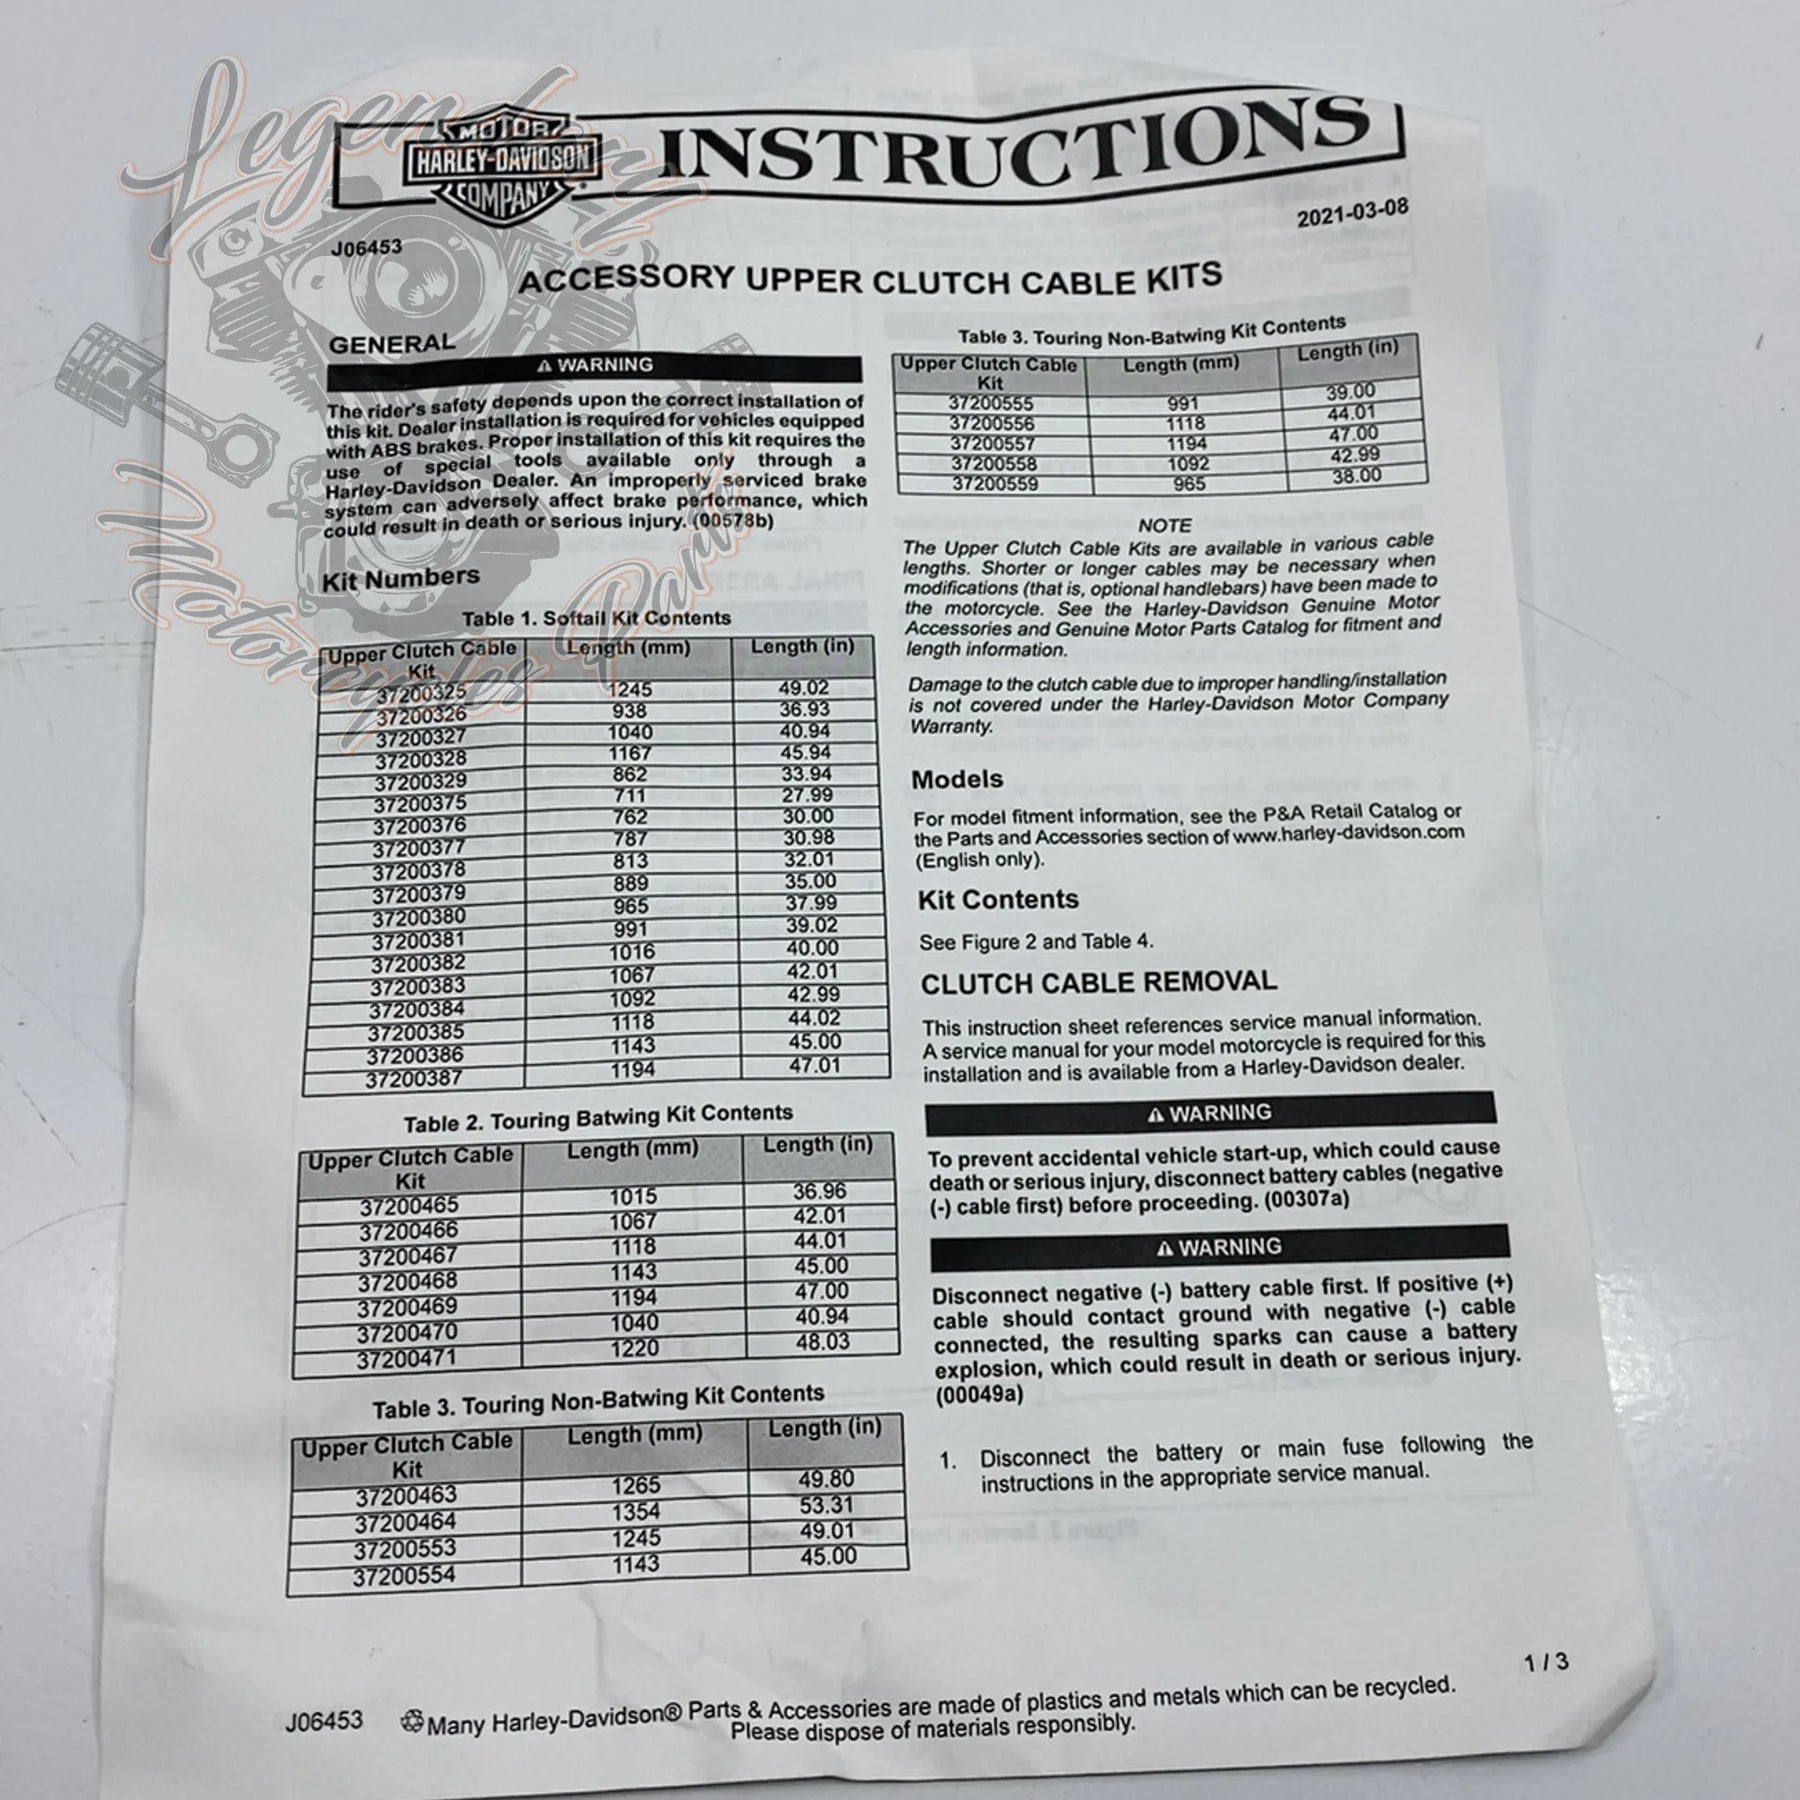 Legendary
Motorcycles Parts
MOTOR
HARLEY-DAVIDSON
COMPANY
INSTRUCTIONS
J06453
2021-03-08
ACCESSORY UPPER CLUTCH CABLE KITS
GENERAL
⚠ WARNING
The rider's safety depends upon the correct installation of
this kit. Dealer installation is required for vehicles equipped
with ABS brakes. Proper installation of this kit requires the
use of special tools available only through a
Harley-Davidson Dealer. An improperly serviced brake
system can adversely affect brake performance, which
could result in death or serious injury. (00578b)
Kit Numbers
Table 1. Softail Kit Contents
Upper Clutch Cable Length (mm) Length (in)
Kit
37200325 1245 49.02
37200326 938 36.93
37200327 1040 40.94
37200328 1167 45.94
37200329 862 33.94
37200375 711 27.99
37200376 762 30.00
37200377 787 30.98
37200378 813 32.01
37200379 889 35.00
37200380 965 37.99
37200381 991 39.02
37200382 1016 40.00
37200383 1067 42.01
37200384 1092 42.99
37200385 1118 44.02
37200386 1143 45.00
37200387 1194 47.01
Table 2. Touring Batwing Kit Contents
Upper Clutch Cable Length (mm) Length (in)
Kit
37200465 1015 36.96
37200466 1067 42.01
37200467 1118 44.01
37200468 1143 45.00
37200469 1194 47.00
37200470 1040 40.94
37200471 1220 48.03
Table 3. Touring Non-Batwing Kit Contents
Upper Clutch Cable Length (mm) Length (in)
Kit
37200463 1265 49.80
37200464 1354 53.31
37200553 1245 49.01
37200554 1143 45.00
Table 3. Touring Non-Batwing Kit Contents
Upper Clutch Cable Length (mm) Length (in)
Kit
37200555 991 39.00
37200556 1118 44.01
37200557 1194 47.00
37200558 1092 42.99
37200559 965 38.00
NOTE
The Upper Clutch Cable Kits are available in various cable
lengths. Shorter or longer cables may be necessary when
modifications (that is, optional handlebars) have been made to
the motorcycle. See the Harley-Davidson Genuine Motor
Accessories and Genuine Motor Parts Catalog for fitment and
length information.
Damage to the clutch cable due to improper handling/installation
is not covered under the Harley-Davidson Motor Company
Warranty.
Models
For model fitment information, see the P&A Retail Catalog or
the Parts and Accessories section of www.harley-davidson.com
(English only).
Kit Contents
See Figure 2 and Table 4.
CLUTCH CABLE REMOVAL
This instruction sheet references service manual information.
A service manual for your model motorcycle is required for this
installation and is available from a Harley-Davidson dealer.
⚠ WARNING
To prevent accidental vehicle start-up, which could cause
death or serious injury, disconnect battery cables (negative
(-) cable first) before proceeding. (00307a)
⚠ WARNING
Disconnect negative (-) battery cable first. If positive (+)
cable should contact ground with negative (-) cable
connected, the resulting sparks can cause a battery
explosion, which could result in death or serious injury.
(00049a)
1. Disconnect the battery or main fuse following the
instructions in the appropriate service manual.
1 / 3
J06453 Many Harley-Davidson® Parts & Accessories are made of plastics and metals which can be recycled.
Please dispose of materials responsibly.